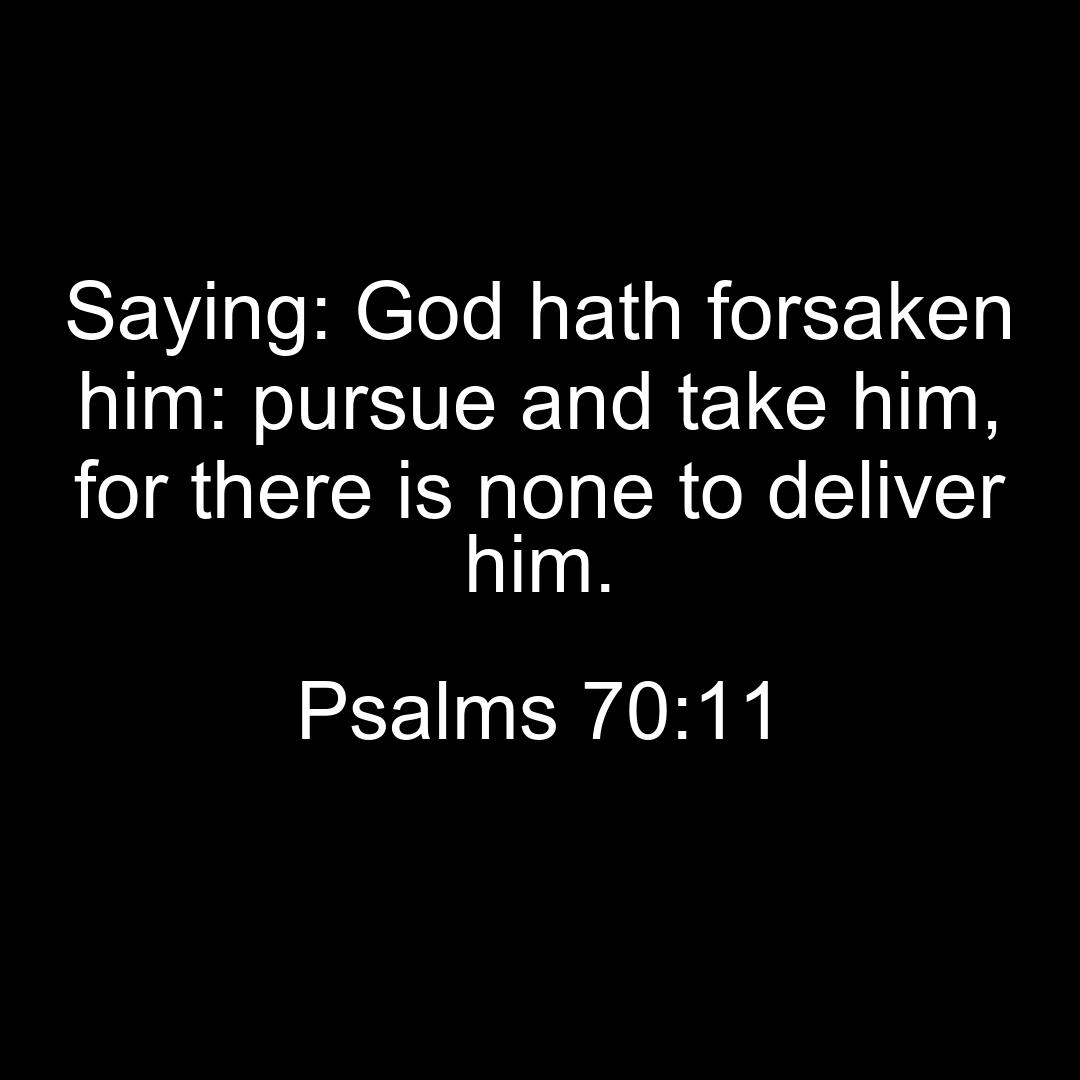 Saying: God hath forsaken
him: pursue and take him,
for there is none to deliver
him.
Psalms 70:11